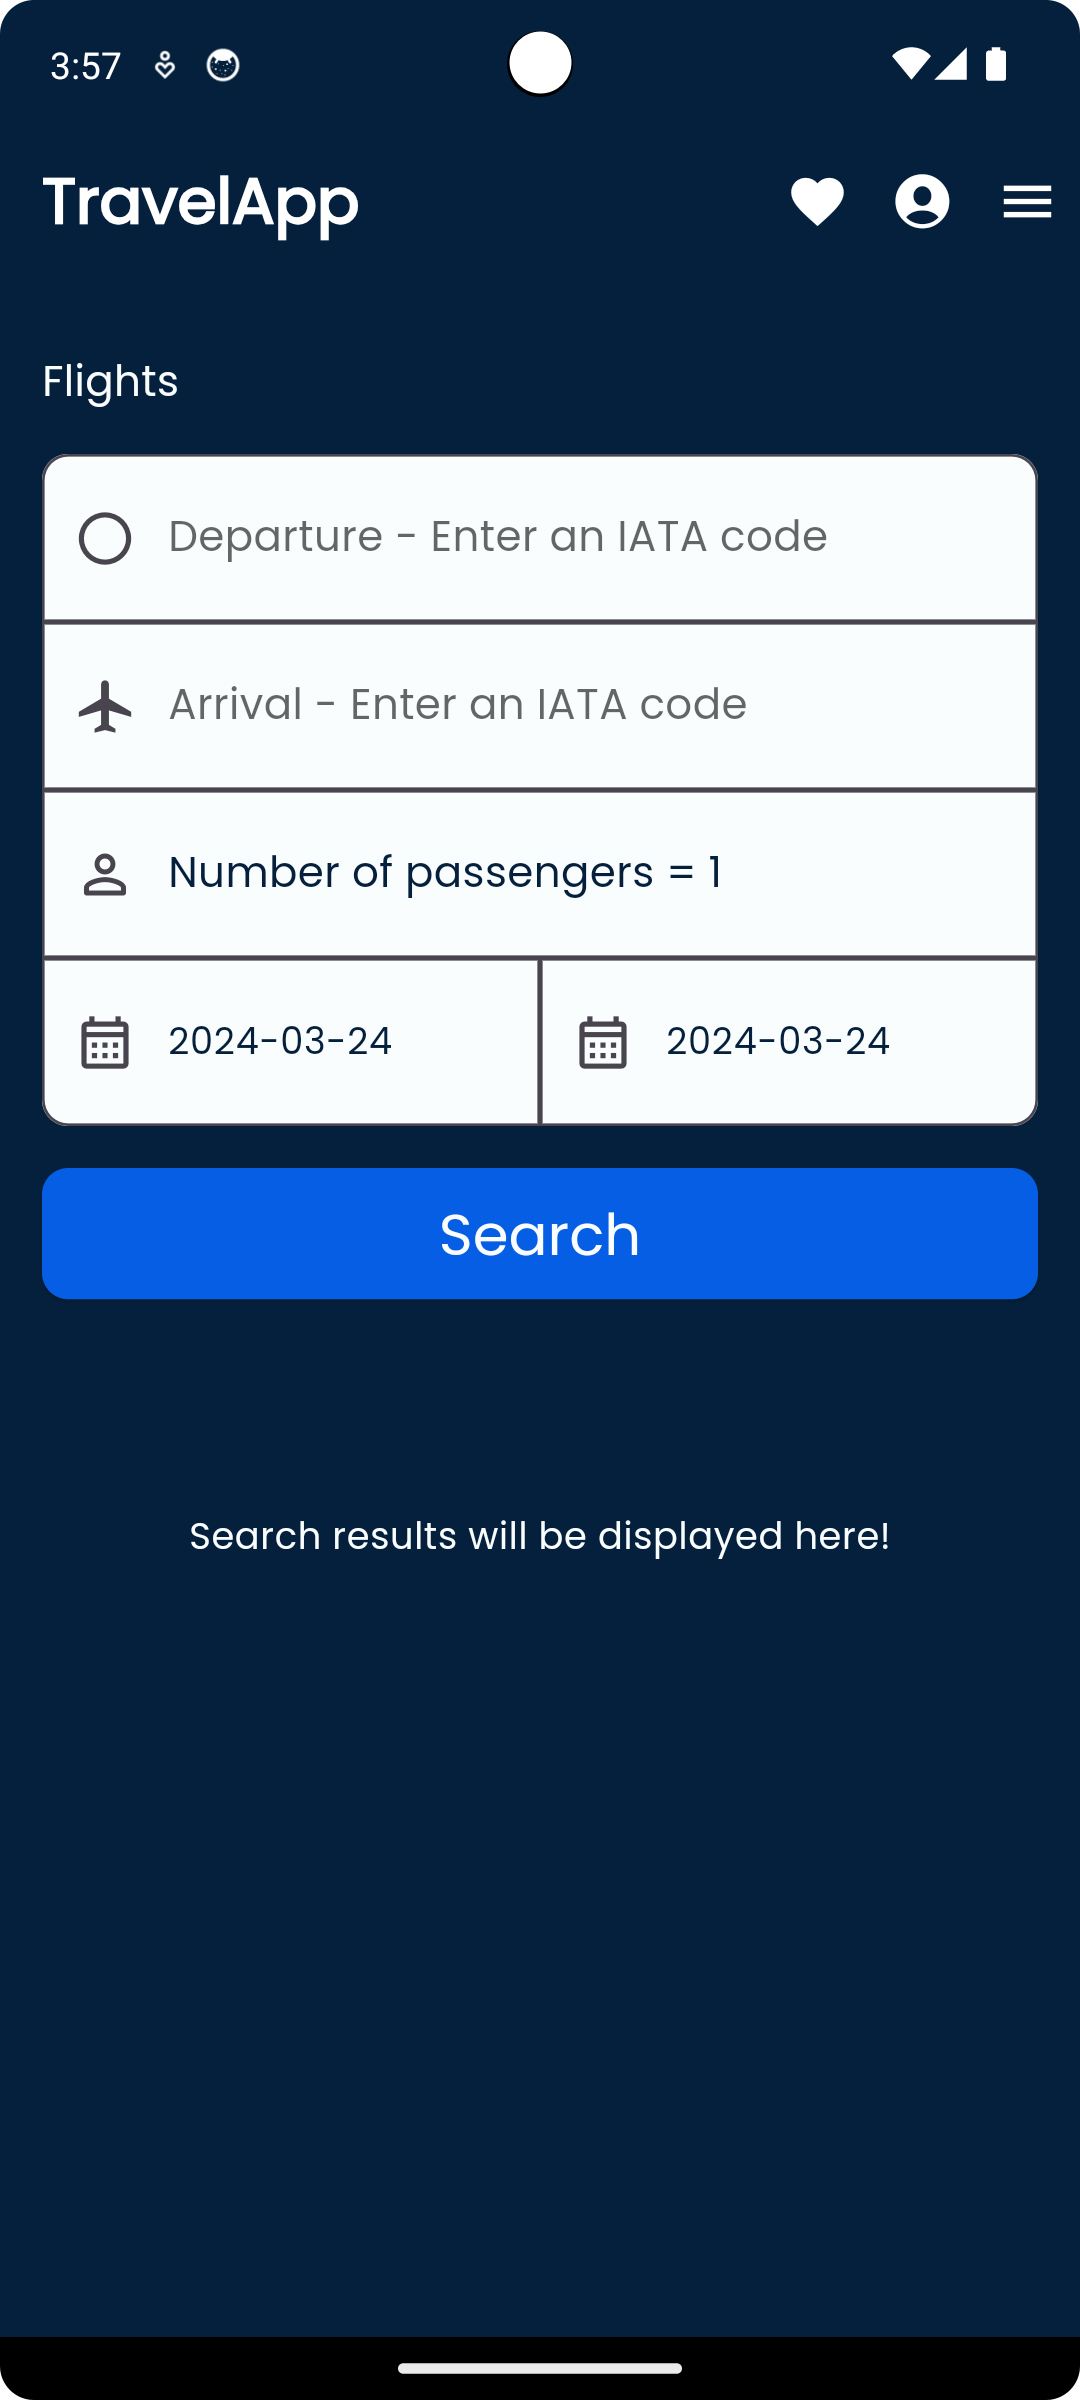 3:57
TravelApp
Flights
Departure - Enter an IATA code
Arrival - Enter an IATA code
Number of passengers = 1
2024-03-24 2024-03-24
Search
Search results will be displayed here!